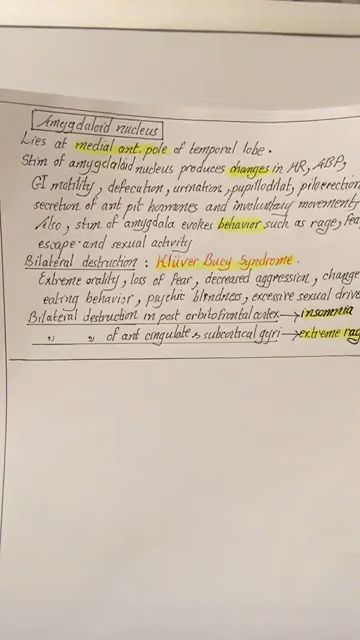 Amygdaloid nucleus
Lies at medial ant. pole of temporal lobe.
Stim of amygdaloid nucleus produces changes in HR, ABP,
GI motility, defecation, urination, pupillodilat, piloerection
secretion of ant pit hormones and involuntary movements
Also, stim of amygdala evokes behavior such as rage, fea
escape and sexual activity
Bilateral destruction : Klüver Bucy Syndrome.
Extreme orality, loss of fear, decreased aggression, change
eating behavior, psychic blindness, excessive sexual drive
Bilateral destruction in post orbitofrontal cortex → insomnia
" " of ant cingulate & subcortical gyri → extreme rag